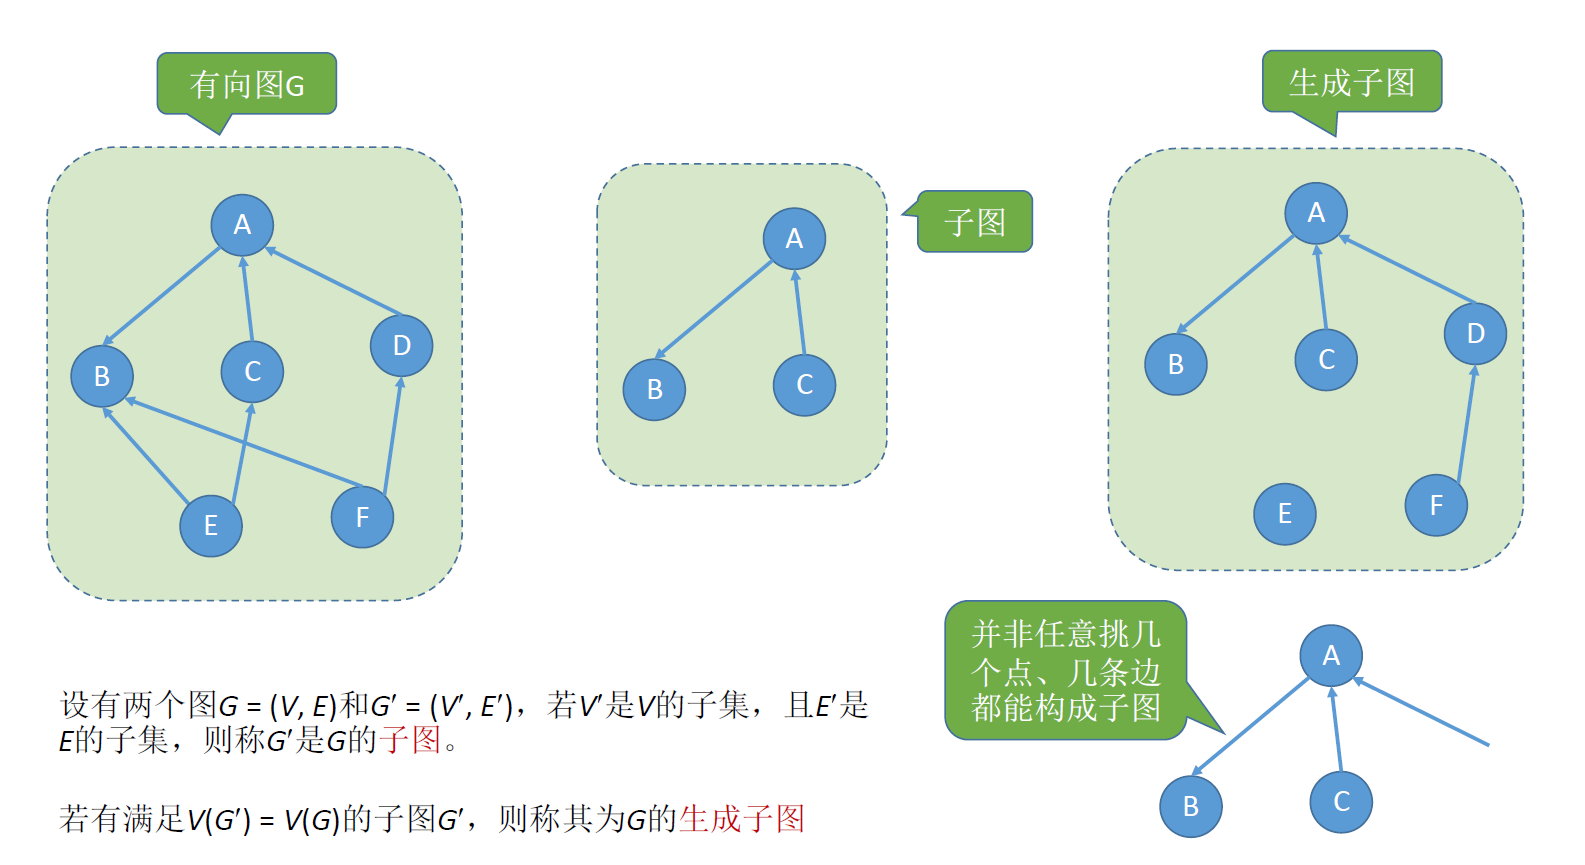 有向图G
生成子图
子图
A
B
C
D
E
F
A
B
C
A
B
C
D
E
F
并非任意挑几
个点、几条边
都能构成子图
A
B
C
设有两个图G = (V, E)和G′ = (V′, E′)，若V′是V的子集，且E′是
E的子集，则称G′是G的子图。
若有满足V(G′) = V(G)的子图G′，则称其为G的生成子图